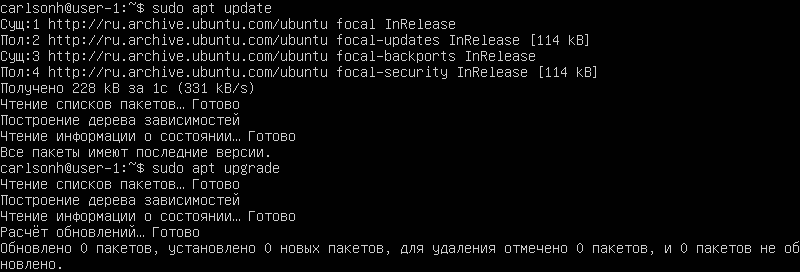 carlsonh@user-1:~$ sudo apt update
Сущ:1 http://ru.archive.ubuntu.com/ubuntu focal InRelease
Пол:2 http://ru.archive.ubuntu.com/ubuntu focal-updates InRelease [114 kB]
Сущ:3 http://ru.archive.ubuntu.com/ubuntu focal-backports InRelease
Пол:4 http://ru.archive.ubuntu.com/ubuntu focal-security InRelease [114 kB]
Получено 228 kB за 1с (331 kB/s)
Чтение списков пакетов… Готово
Построение дерева зависимостей
Чтение информации о состоянии… Готово
Все пакеты имеют последние версии.
carlsonh@user-1:~$ sudo apt upgrade
Чтение списков пакетов… Готово
Построение дерева зависимостей
Чтение информации о состоянии… Готово
Расчёт обновлений… Готово
Обновлено 0 пакетов, установлено 0 новых пакетов, для удаления отмечено 0 пакетов, и 0 пакетов не об
новлено.